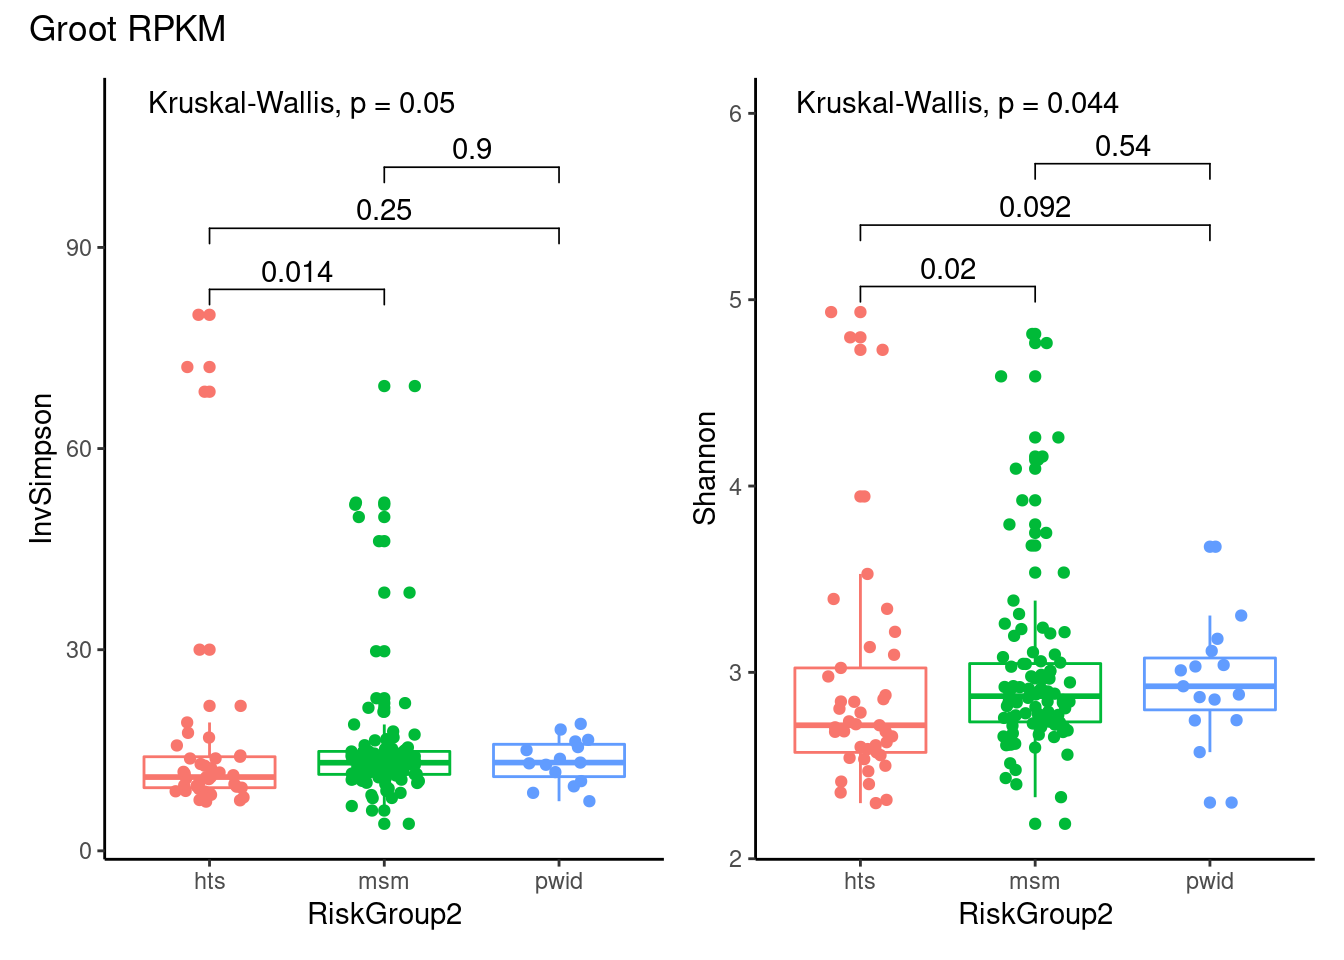 Groot RPKM
Kruskal-Wallis, p = 0.05
0.9
0.25
0.014
90
60
30
0
InvSimpson
hts
msm
pwid
RiskGroup2
Kruskal-Wallis, p = 0.044
0.54
0.092
0.02
6
5
4
3
2
Shannon
hts
msm
pwid
RiskGroup2